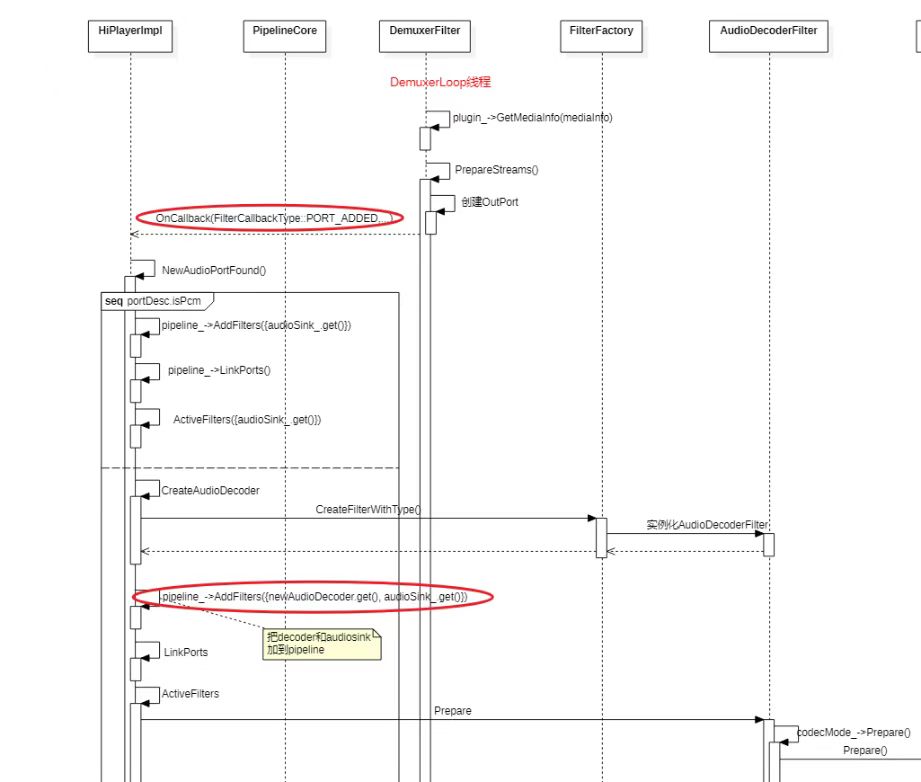 HiPlayerImpl
PipelineCore
DemuxerFilter
FilterFactory
AudioDecoderFilter
DemuxerLoop线程
plugin_->GetMediaInfo(mediaInfo)
PrepareStreams()
创建OutPort
OnCallback(FilterCallbackType::PORT_ADDED...)
NewAudioPortFound()
seq portDesc.isPcm
pipeline_->AddFilters({audioSink_.get()})
pipeline_->LinkPorts()
ActiveFilters({audioSink_.get()})
CreateAudioDecoder
CreateFilterWithType()
实例化AudioDecoderFilter
pipeline_->AddFilters({newAudioDecoder.get(), audioSink_.get()})
把decoder和audiosink
加到pipeline
LinkPorts
ActiveFilters
Prepare
codecMode_->Prepare()
Prepare()